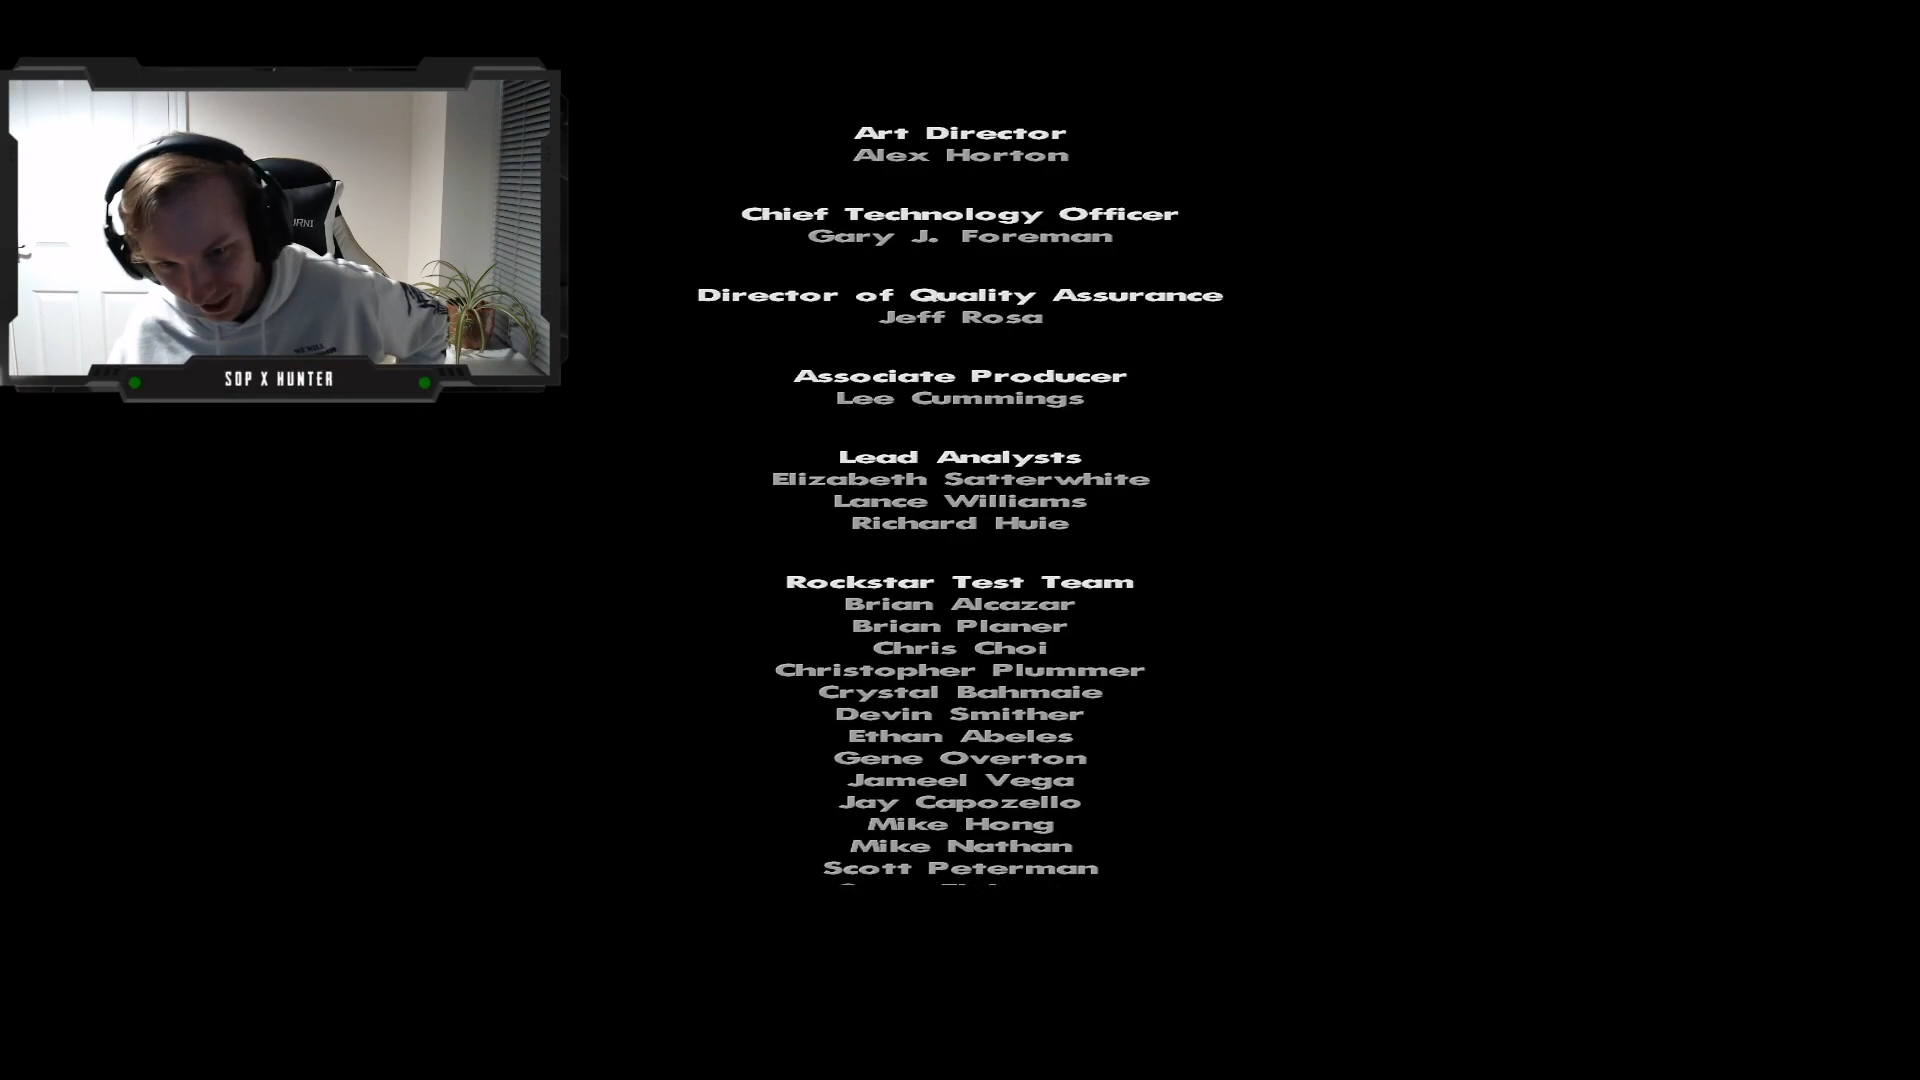 SOP X HUNTER
Art Director
Alex Horton
Chief Technology Officer
Gary J. Foreman
Director of Quality Assurance
Jeff Rosa
Associate Producer
Lee Cummings
Lead Analysts
Elizabeth Satterwhite
Lance Williams
Richard Huie
Rockstar Test Team
Brian Alcazar
Brian Planer
Chris Choi
Christopher Plummer
Crystal Bahmaie
Devin Smither
Ethan Abeles
Gene Overton
Jameel Vega
Jay Capozello
Mike Hong
Mike Nathan
Scott Peterman